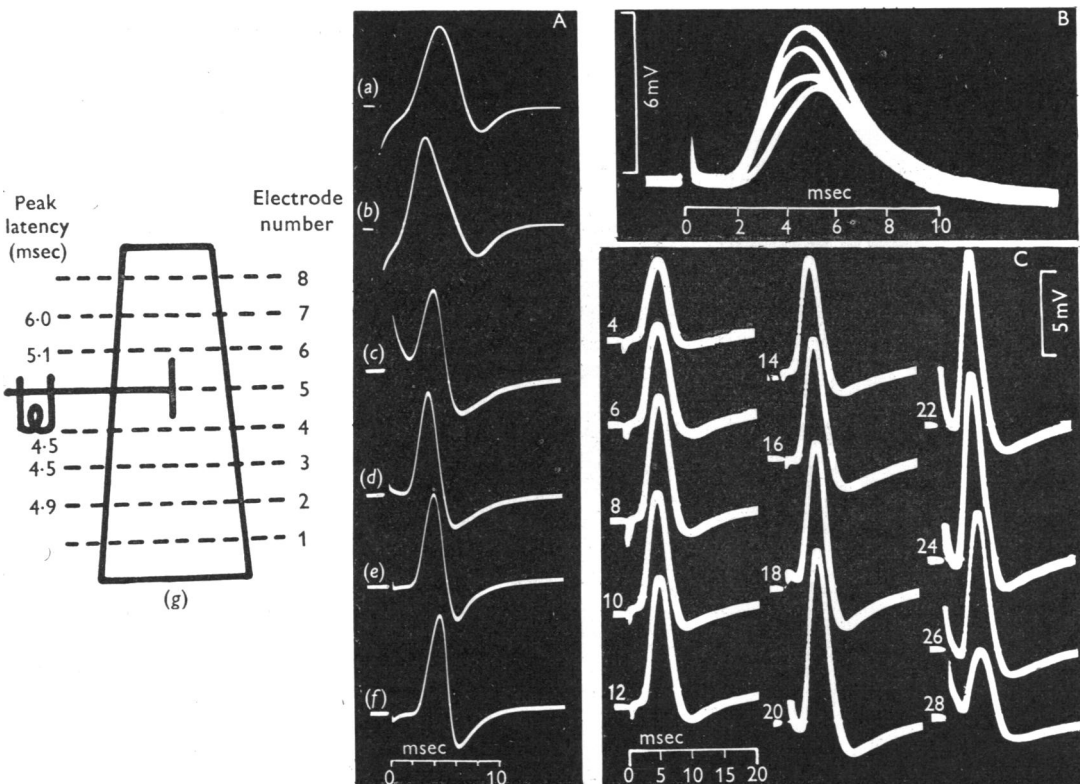 Peak
latency
(msec)
Electrode
number
8
6·0
7
5·1
6
5
4
4·5
4·5
3
4·9
2
1
(g)
A
(a)
(b)
(c)
(d)
(e)
(f)
msec
0 10
B
6 mV
msec
0 2 4 6 8 10
C
5 mV
4
6
8
10
12
14
16
18
20
22
24
26
28
msec
0 5 10 15 20